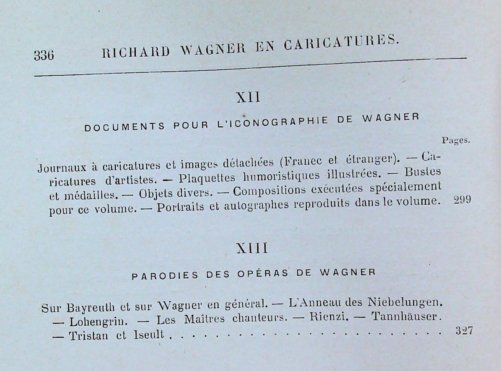 336 RICHARD WAGNER EN CARICATURES.
XII
DOCUMENTS POUR L'ICONOGRAPHIE DE WAGNER
Pages.
Journaux à caricatures et images détachées (France et étranger). — Ca-
ricatures d'artistes. — Plaquettes humoristiques illustrées. — Bustes
et médailles. — Objets divers. — Compositions exécutées spécialement
pour ce volume. — Portraits et autographes reproduits dans le volume. 299
XIII
PARODIES DES OPÉRAS DE WAGNER
Sur Bayreuth et sur Wagner en général. — L'Anneau des Niebelungen.
— Lohengrin. — Les Maîtres chanteurs. — Rienzi. — Tannhäuser.
— Tristan et Iseult . . . . . . . . . . . . . . . . . . . . . . 327